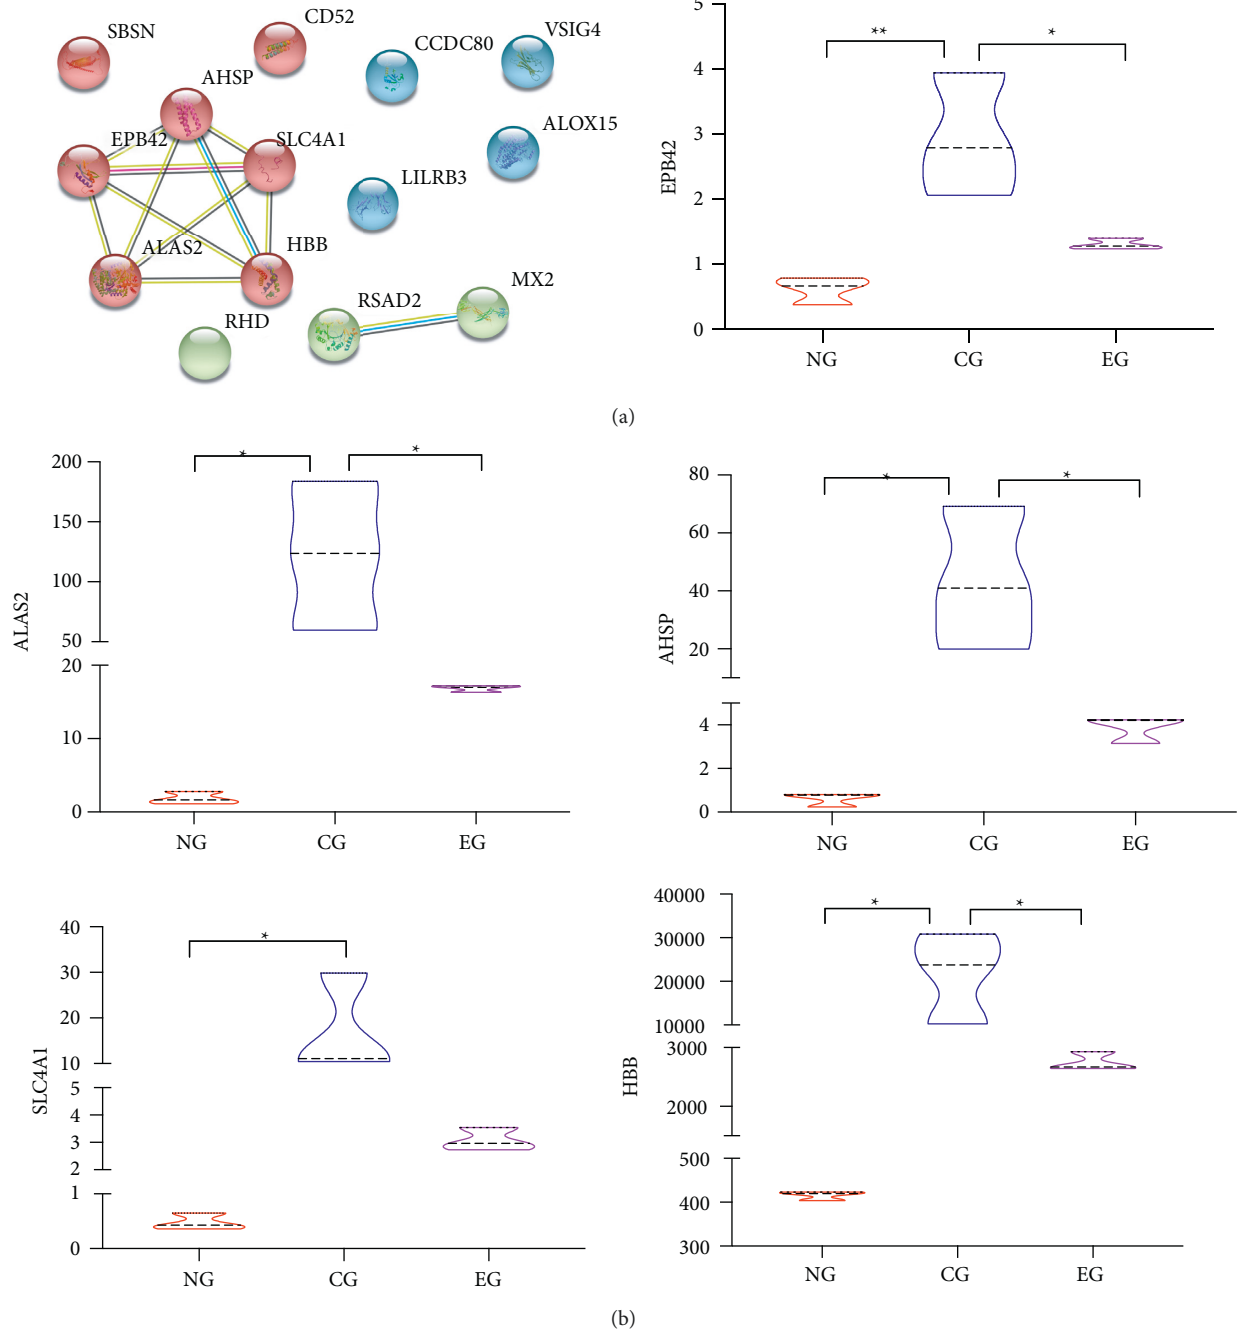 SBSN
CD52
CCDC80
VSIG4
AHSP
EPB42
SLC4A1
ALOX15
LILRB3
ALAS2
HBB
RHD
RSAD2
MX2
EPB42
5
4
3
2
1
0
**
*
NG
CG
EG
(a)
ALAS2
200
150
100
50
20
10
0
*
*
NG
CG
EG
AHSP
80
60
40
20
4
2
0
*
*
NG
CG
EG
SLC4A1
40
30
20
10
5
4
3
2
1
0
*
NG
CG
EG
HBB
40000
30000
20000
10000
3000
2000
500
400
300
*
*
NG
CG
EG
(b)